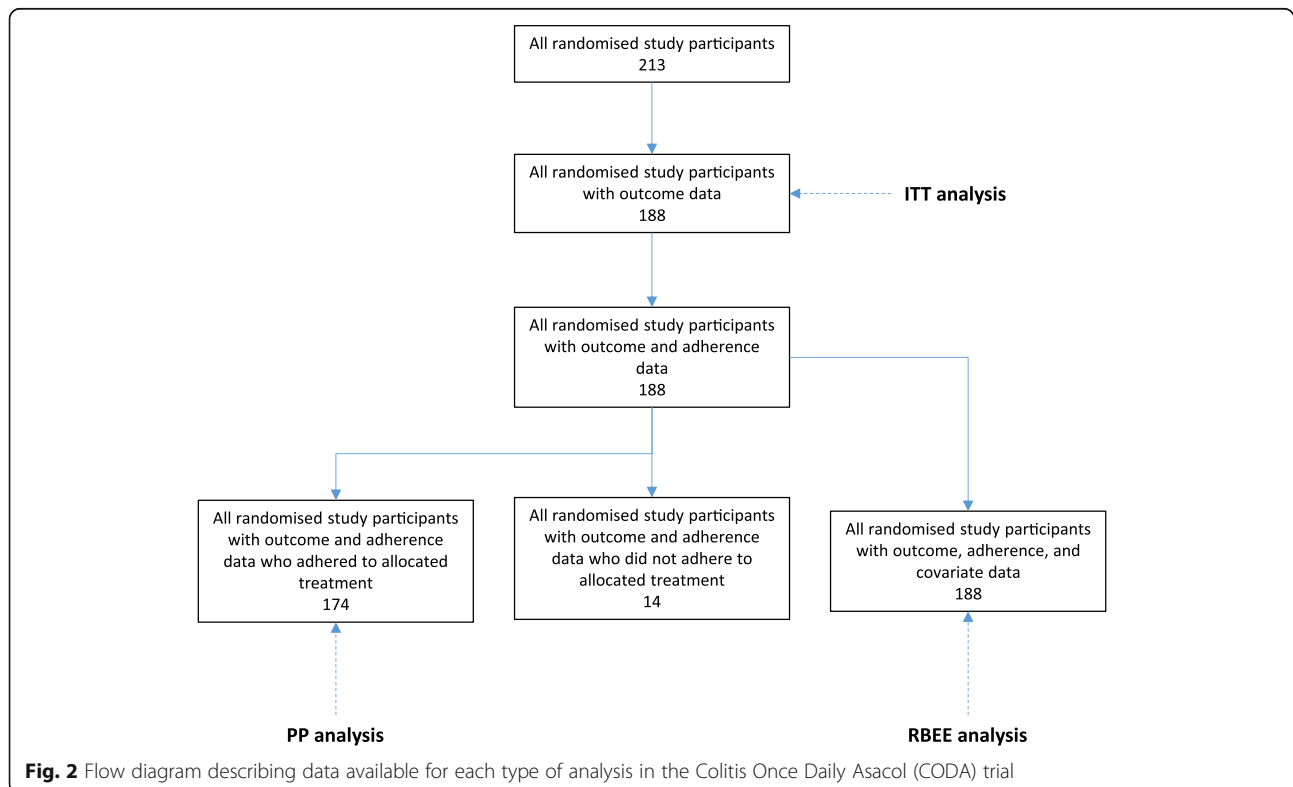 All randomised study participants
213
All randomised study participants
with outcome data
188
ITT analysis
All randomised study participants
with outcome and adherence
data
188
All randomised study participants
with outcome and adherence
data who adhered to allocated
treatment
174
All randomised study participants
with outcome and adherence
data who did not adhere to
allocated treatment
14
All randomised study participants
with outcome, adherence, and
covariate data
188
PP analysis
RBEE analysis
Fig. 2 Flow diagram describing data available for each type of analysis in the Colitis Once Daily Asacol (CODA) trial